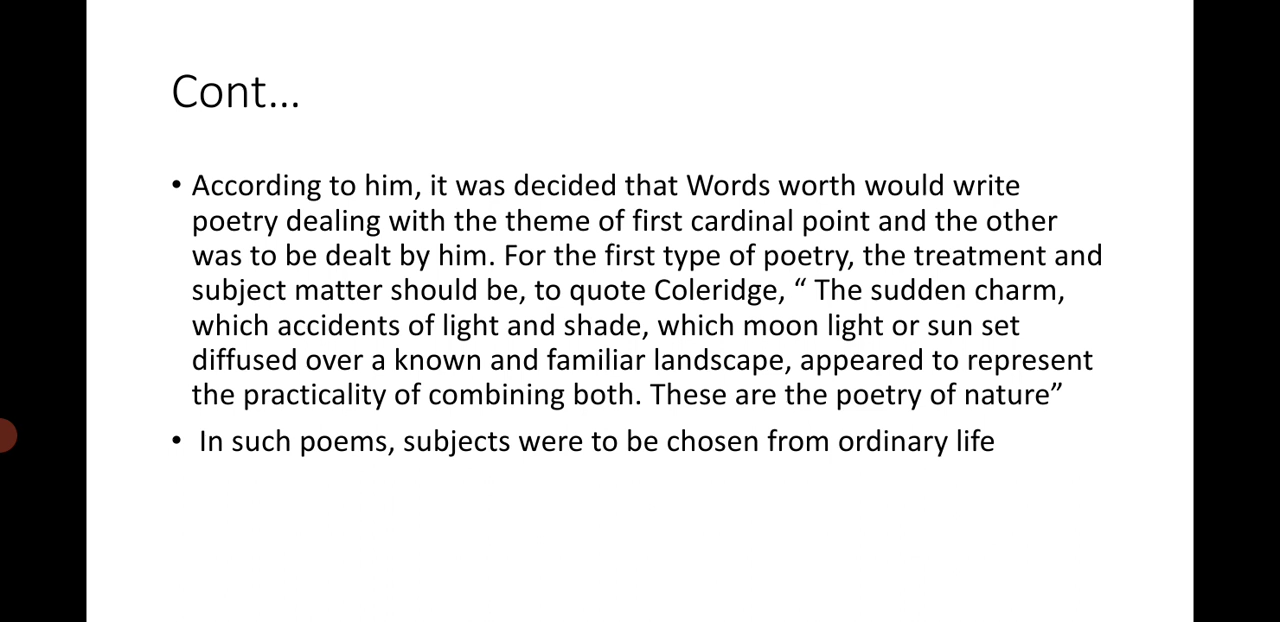 Cont...
• According to him, it was decided that Words worth would write
poetry dealing with the theme of first cardinal point and the other
was to be dealt by him. For the first type of poetry, the treatment and
subject matter should be, to quote Coleridge, “ The sudden charm,
which accidents of light and shade, which moon light or sun set
diffused over a known and familiar landscape, appeared to represent
the practicality of combining both. These are the poetry of nature”
• In such poems, subjects were to be chosen from ordinary life